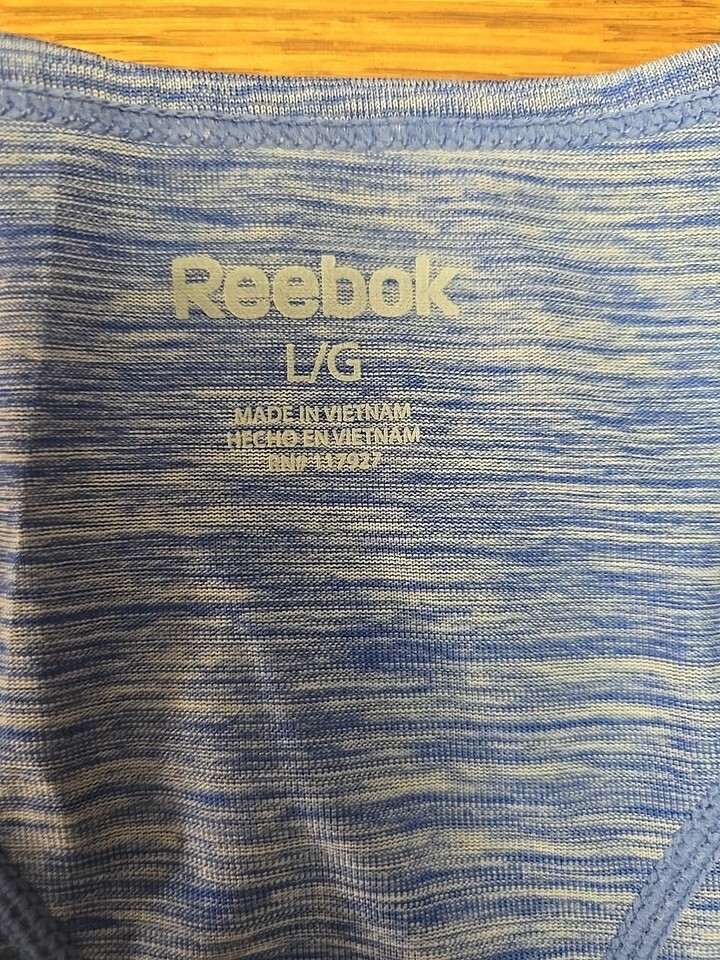 Reebok
L/G
MADE IN VIETNAM
HECHO EN VIETNAM
RN# 117927